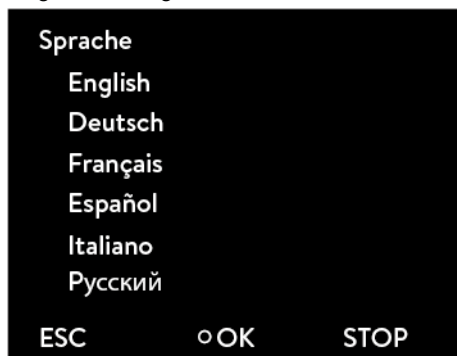 Sprache
English
Deutsch
Français
Español
Italiano
Русский
ESC OK STOP